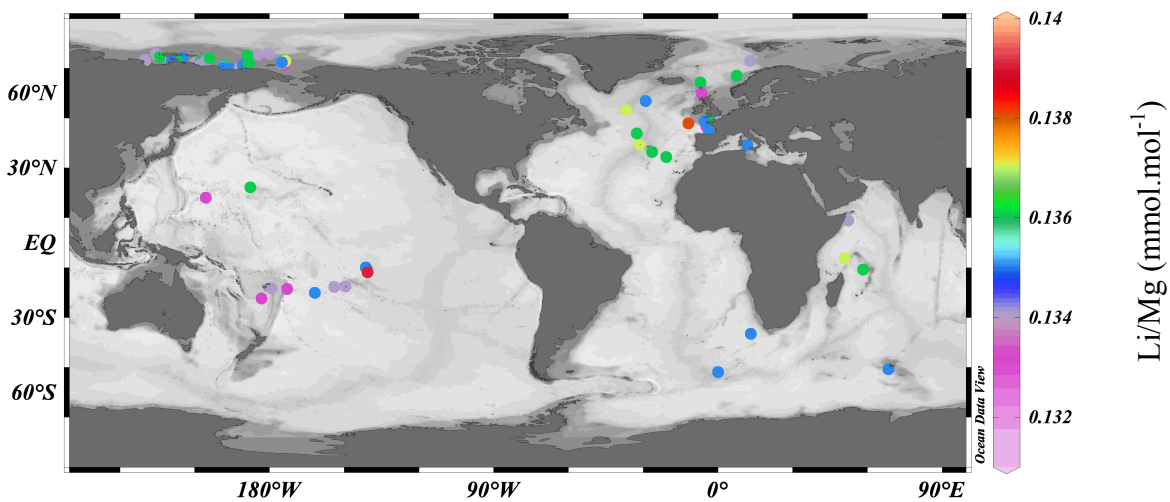 60°N
30°N
EQ
30°S
60°S
180°W
90°W
0°
90°E
Ocean Data View
0.14
0.138
0.136
0.134
0.132
Li/Mg (mmol.mol⁻¹)